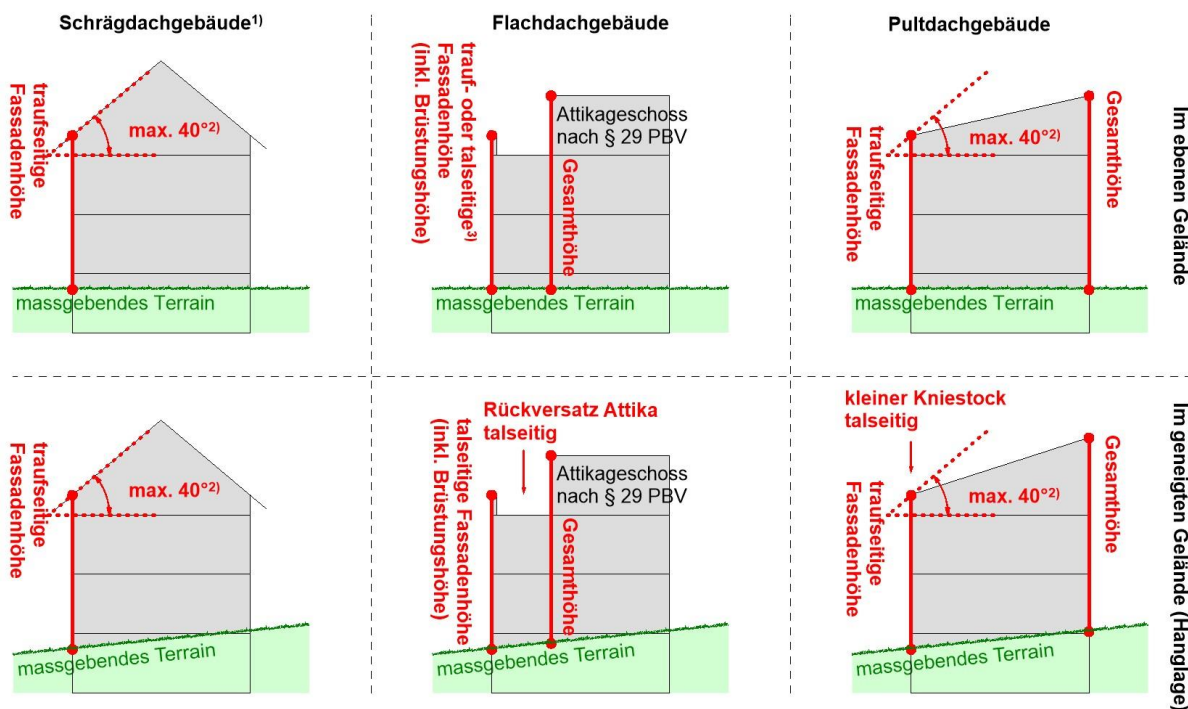 Schrägdachgebäude¹⁾
Flachdachgebäude
Pultdachgebäude
traufseitige
Fassadenhöhe
max. 40°²⁾
massgebendes Terrain
trauf- oder talseitige³⁾
Fassadenhöhe
(inkl. Brüstungshöhe)
Attikageschoss
nach § 29 PBV
Gesamthöhe
massgebendes Terrain
traufseitige
Fassadenhöhe
max. 40°²⁾
Gesamthöhe
massgebendes Terrain
Im ebenen Gelände
traufseitige
Fassadenhöhe
max. 40°²⁾
massgebendes Terrain
talseitige Fassadenhöhe
(inkl. Brüstungshöhe)
Rückversatz Attika
talseitig
Attikageschoss
nach § 29 PBV
Gesamthöhe
massgebendes Terrain
kleiner Kniestock
talseitig
traufseitige
Fassadenhöhe
max. 40°²⁾
Gesamthöhe
massgebendes Terrain
Im geneigten Gelände (Hanglage)